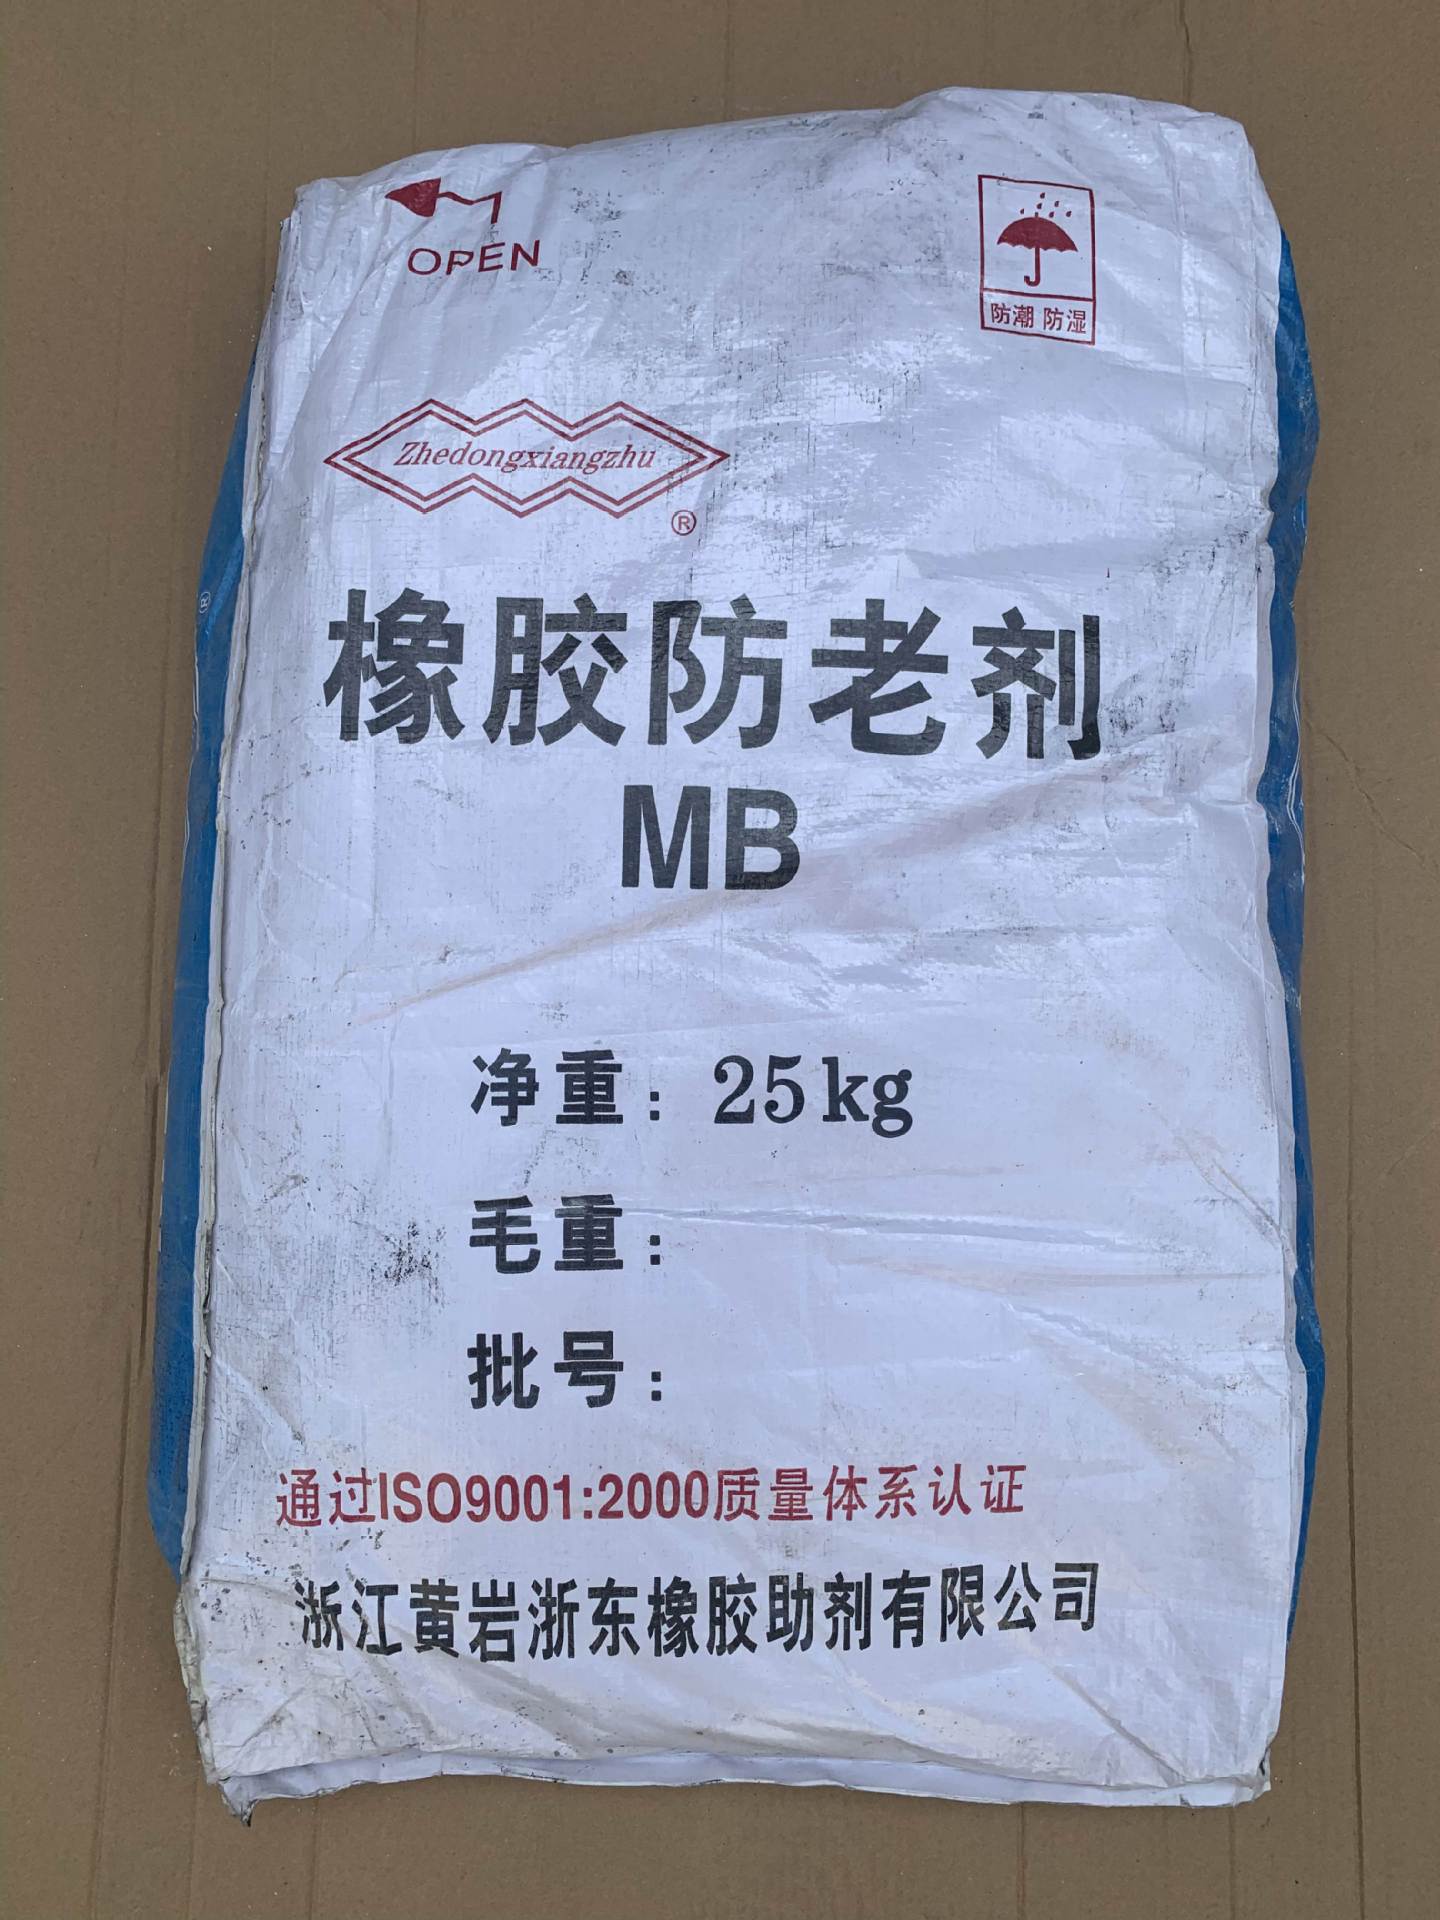 OPEN
防潮 防湿
Zhedongxiangzhu
®
橡胶防老剂
MB
净重：25kg
毛重：
批号：
通过ISO9001:2000质量体系认证
浙江黄岩浙东橡胶助剂有限公司